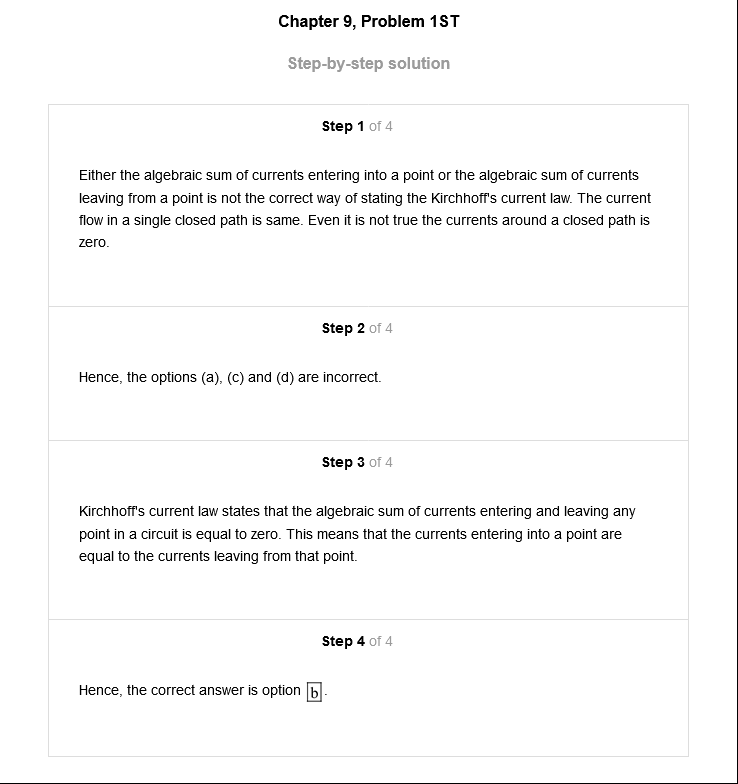 Chapter 9, Problem 1ST
Step-by-step solution
Step 1 of 4
Either the algebraic sum of currents entering into a point or the algebraic sum of currents
leaving from a point is not the correct way of stating the Kirchhoff's current law. The current
flow in a single closed path is same. Even it is not true the currents around a closed path is
zero.
Step 2 of 4
Hence, the options (a), (c) and (d) are incorrect.
Step 3 of 4
Kirchhoff's current law states that the algebraic sum of currents entering and leaving any
point in a circuit is equal to zero. This means that the currents entering into a point are
equal to the currents leaving from that point.
Step 4 of 4
Hence, the correct answer is option b.